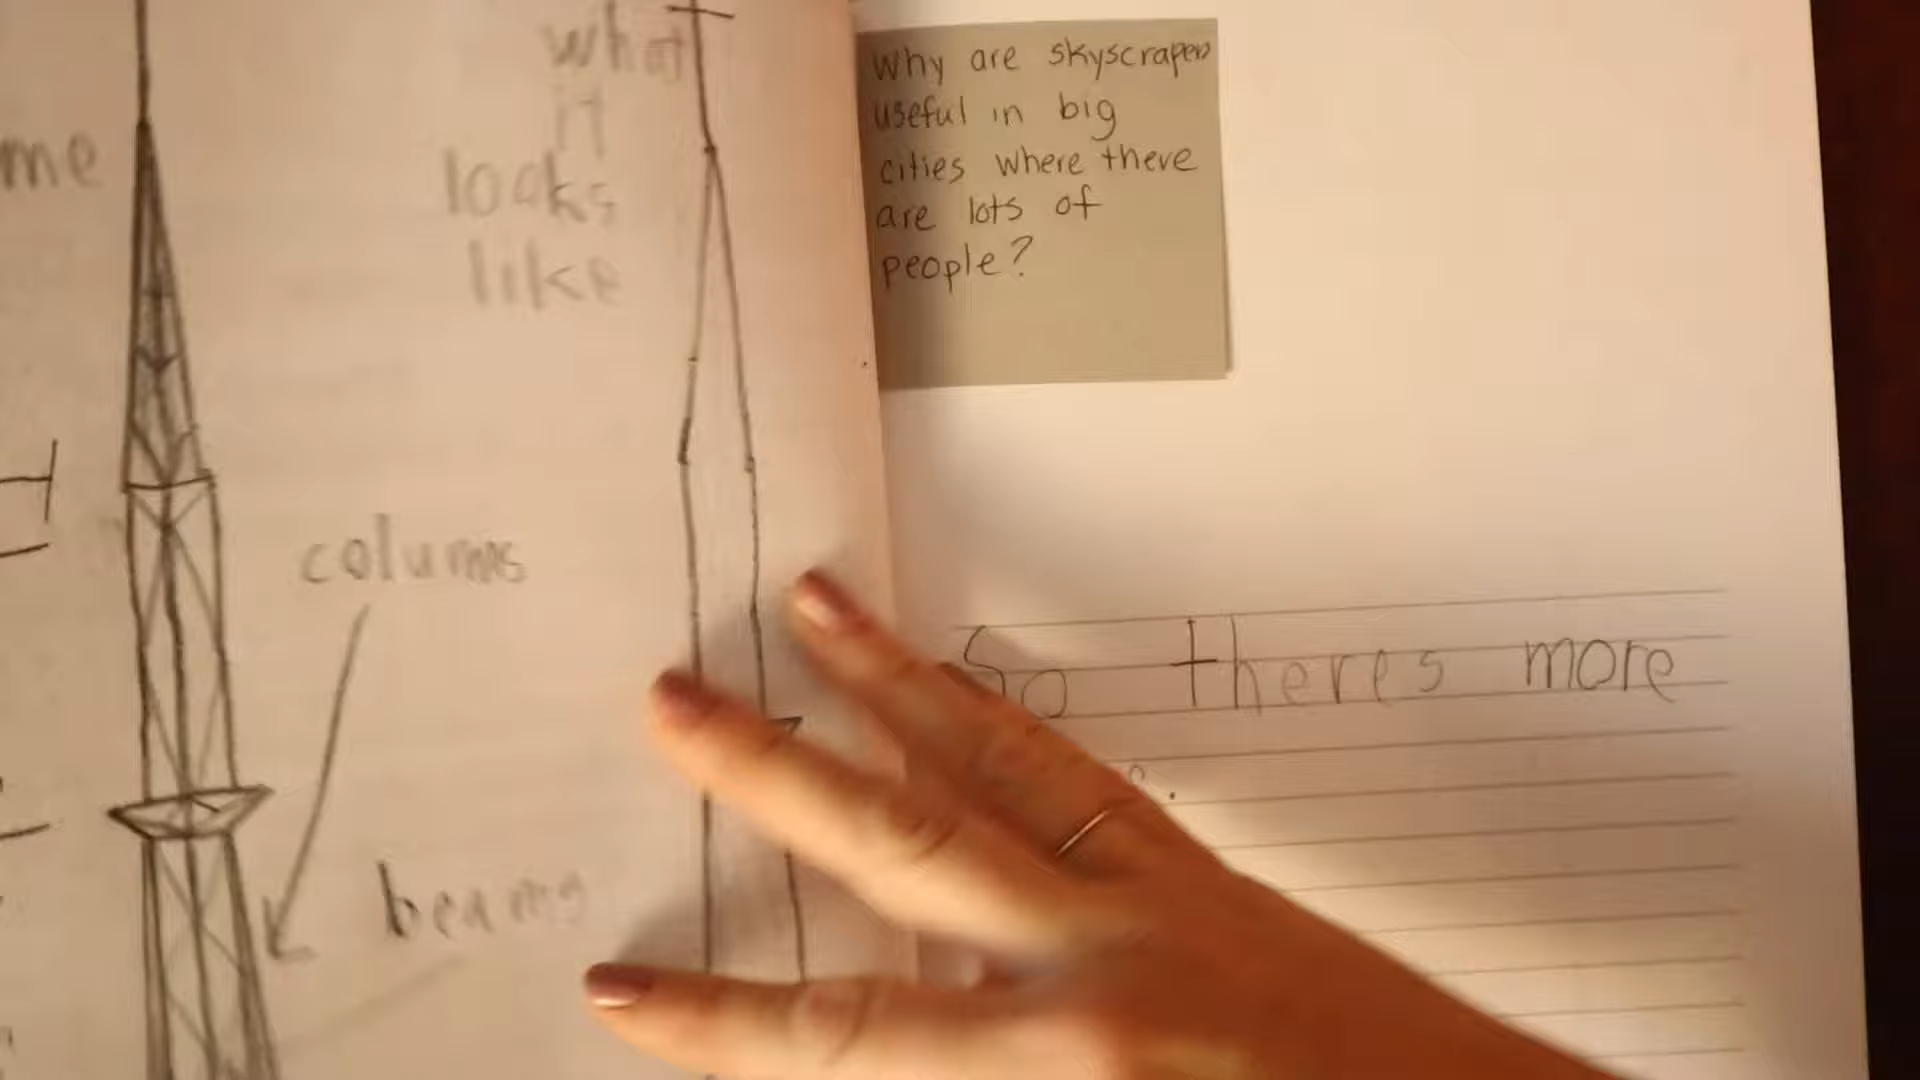 me
what
it
looks
like
columns
beams
Why are skyscrapers
useful in big
cities where there
are lots of
people?
So theres more